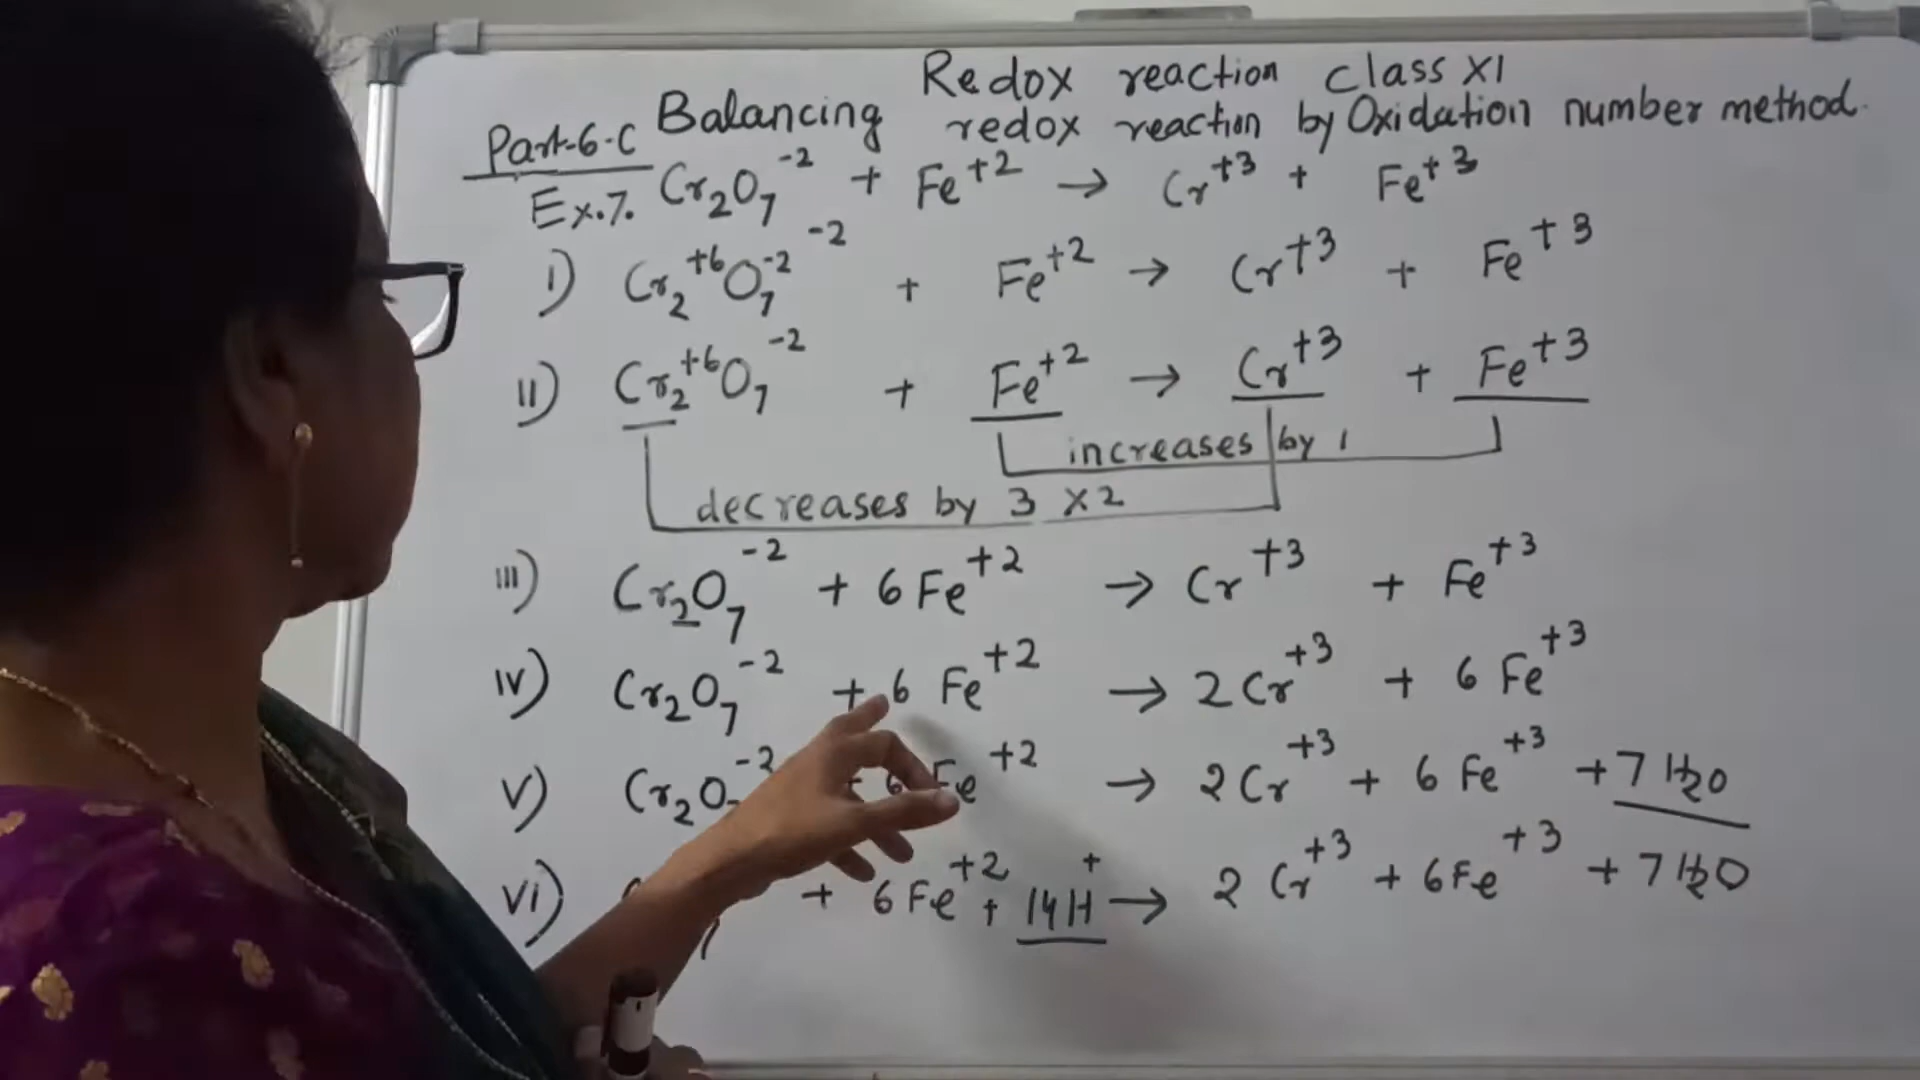 Redox reaction class XI
Part-6-C Balancing redox reaction by Oxidation number method.
Ex.7. Cr₂O₇⁻² + Fe⁺² → Cr⁺³ + Fe⁺³
i) Cr₂⁺⁶O₇⁻² ⁻² + Fe⁺² → Cr⁺³ + Fe⁺³
ii) Cr₂⁺⁶O₇⁻² + Fe⁺² → Cr⁺³ + Fe⁺³
increases by 1
decreases by 3 x2
iii) Cr₂O₇⁻² + 6Fe⁺² → Cr⁺³ + Fe⁺³
iv) Cr₂O₇⁻² + 6 Fe⁺² → 2Cr⁺³ + 6 Fe⁺³
v) Cr₂O⁻² + 6 Fe⁺² → 2Cr⁺³ + 6 Fe⁺³ + 7 H₂O
vi) + 6Fe⁺² + 14H⁺ → 2 Cr⁺³ + 6Fe⁺³ + 7 H₂O